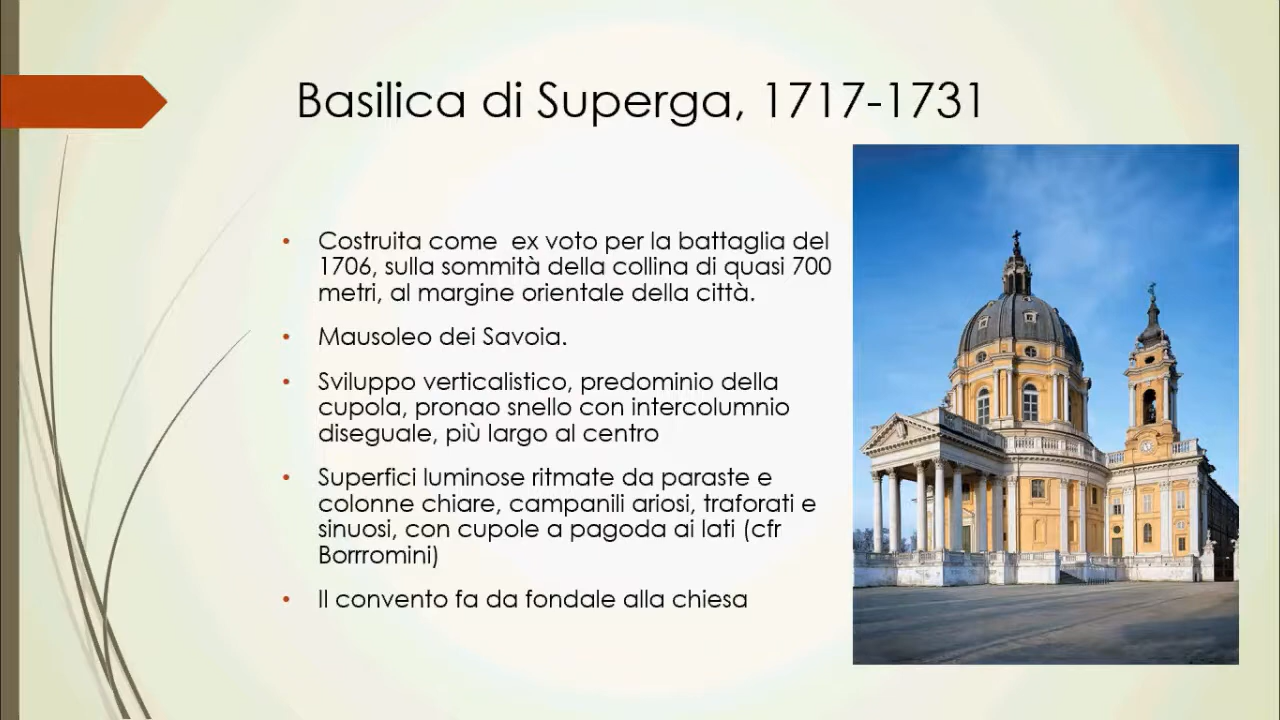 Basilica di Superga, 1717-1731
• Costruita come  ex voto per la battaglia del
1706, sulla sommità della collina di quasi 700
metri, al margine orientale della città.
• Mausoleo dei Savoia.
• Sviluppo verticalistico, predominio della
cupola, pronao snello con intercolumnio
diseguale, più largo al centro
• Superfici luminose ritmate da paraste e
colonne chiare, campanili ariosi, traforati e
sinuosi, con cupole a pagoda ai lati (cfr
Borrromini)
• Il convento fa da fondale alla chiesa